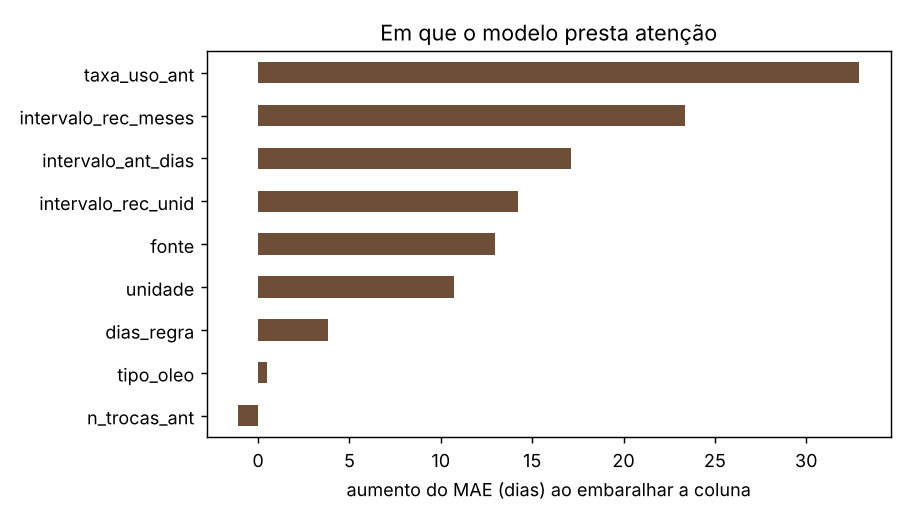 Em que o modelo presta atenção
taxa_uso_ant
intervalo_rec_meses
intervalo_ant_dias
intervalo_rec_unid
fonte
unidade
dias_regra
tipo_oleo
n_trocas_ant
0 5 10 15 20 25 30
aumento do MAE (dias) ao embaralhar a coluna